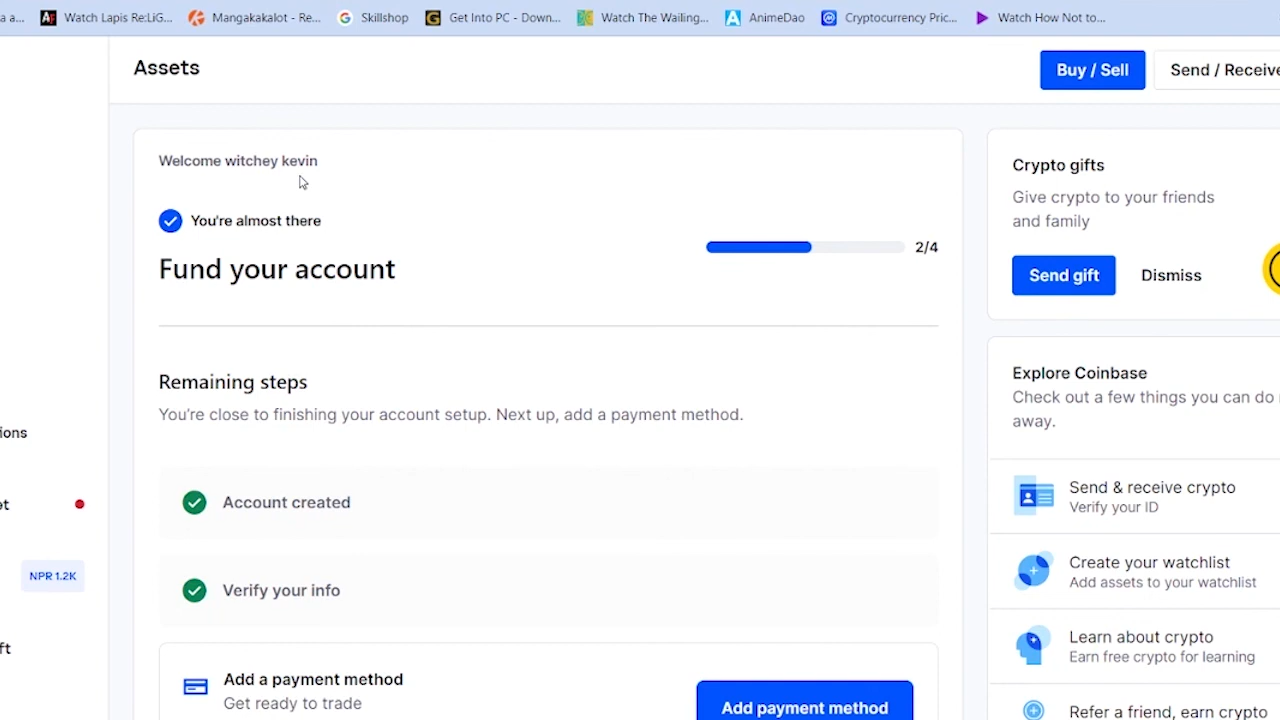 a a...
Watch Lapis Re:LiG...
Mangakakalot - Re...
Skillshop
Get Into PC - Down...
Watch The Wailing...
AnimeDao
Cryptocurrency Pric...
Watch How Not to...
Assets
Buy / Sell
Send / Receive
Welcome witchey kevin
You're almost there
2/4
Fund your account
Remaining steps
You're close to finishing your account setup. Next up, add a payment method.
Account created
Verify your info
Add a payment method
Get ready to trade
Add payment method
Crypto gifts
Give crypto to your friends
and family
Send gift
Dismiss
Explore Coinbase
Check out a few things you can do
away.
Send & receive crypto
Verify your ID
Create your watchlist
Add assets to your watchlist
Learn about crypto
Earn free crypto for learning
Refer a friend, earn crypto
ions
et
NPR 1.2K
ft